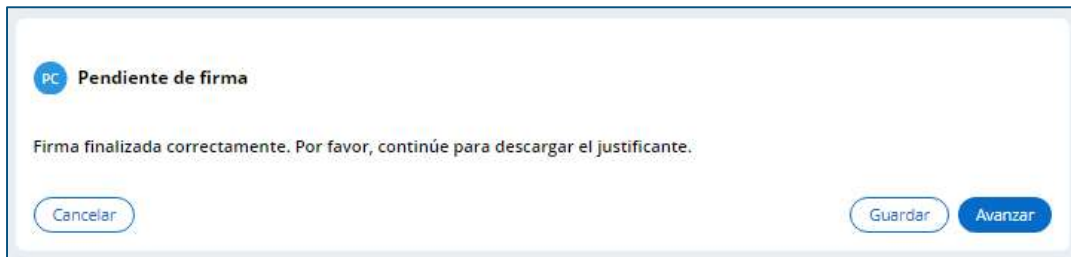 PC Pendiente de firma
Firma finalizada correctamente. Por favor, continúe para descargar el justificante.
Cancelar Guardar Avanzar